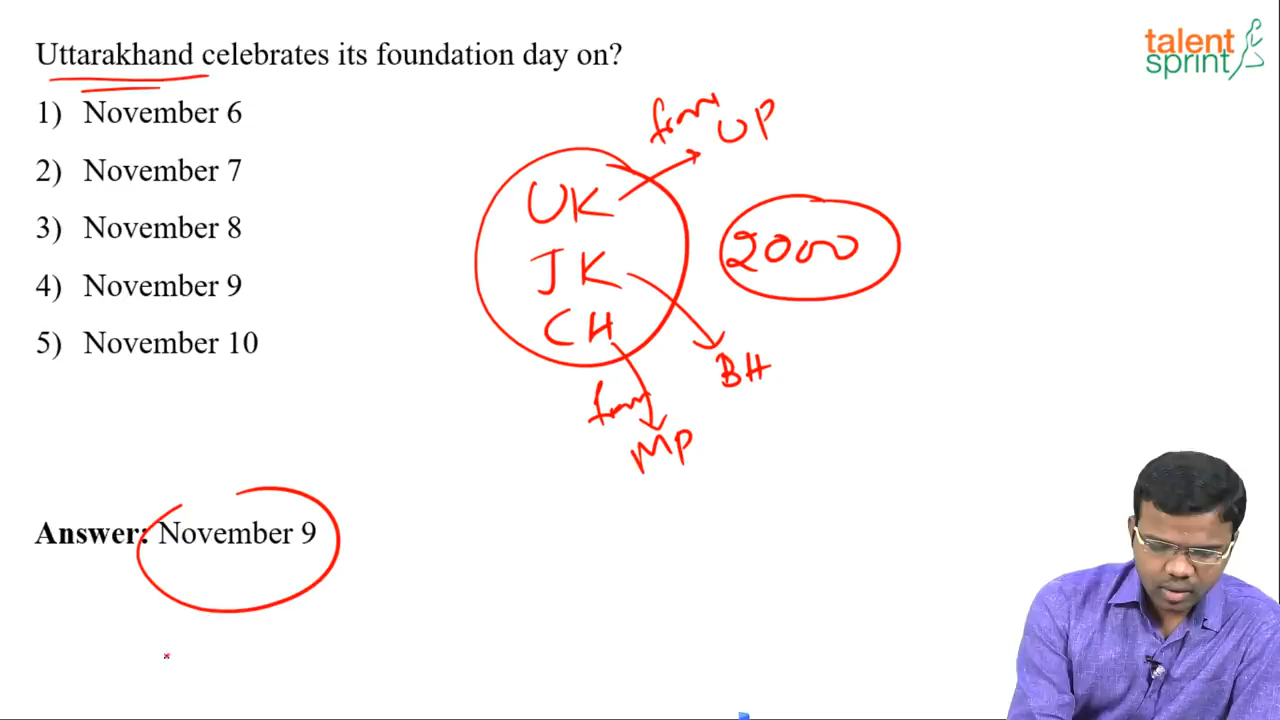 Uttarakhand celebrates its foundation day on?
1) November 6
2) November 7
3) November 8
4) November 9
5) November 10
Answer: November 9
from UP
UK
JK
CH
2000
BH
from
MP
talent
sprint